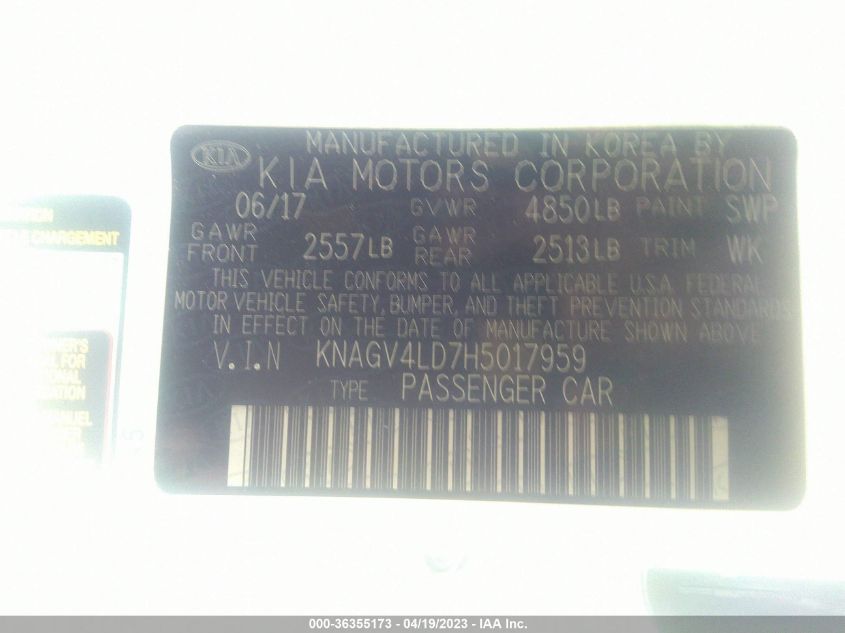 MANUFACTURED IN KOREA BY
KIA KIA MOTORS CORPORATION
06/17 GVWR 4850LB PAINT SWP
GAWR FRONT 2557LB GAWR REAR 2513LB TRIM WK
THIS VEHICLE CONFORMS TO ALL APPLICABLE U.S.A. FEDERAL
MOTOR VEHICLE SAFETY, BUMPER, AND THEFT PREVENTION STANDARDS
IN EFFECT ON THE DATE OF MANUFACTURE SHOWN ABOVE.
V.I.N KNAGV4LD7H5017959
TYPE PASSENGER CAR
CHARGEMENT
FOR
000-36355173 - 04/19/2023 - IAA Inc.